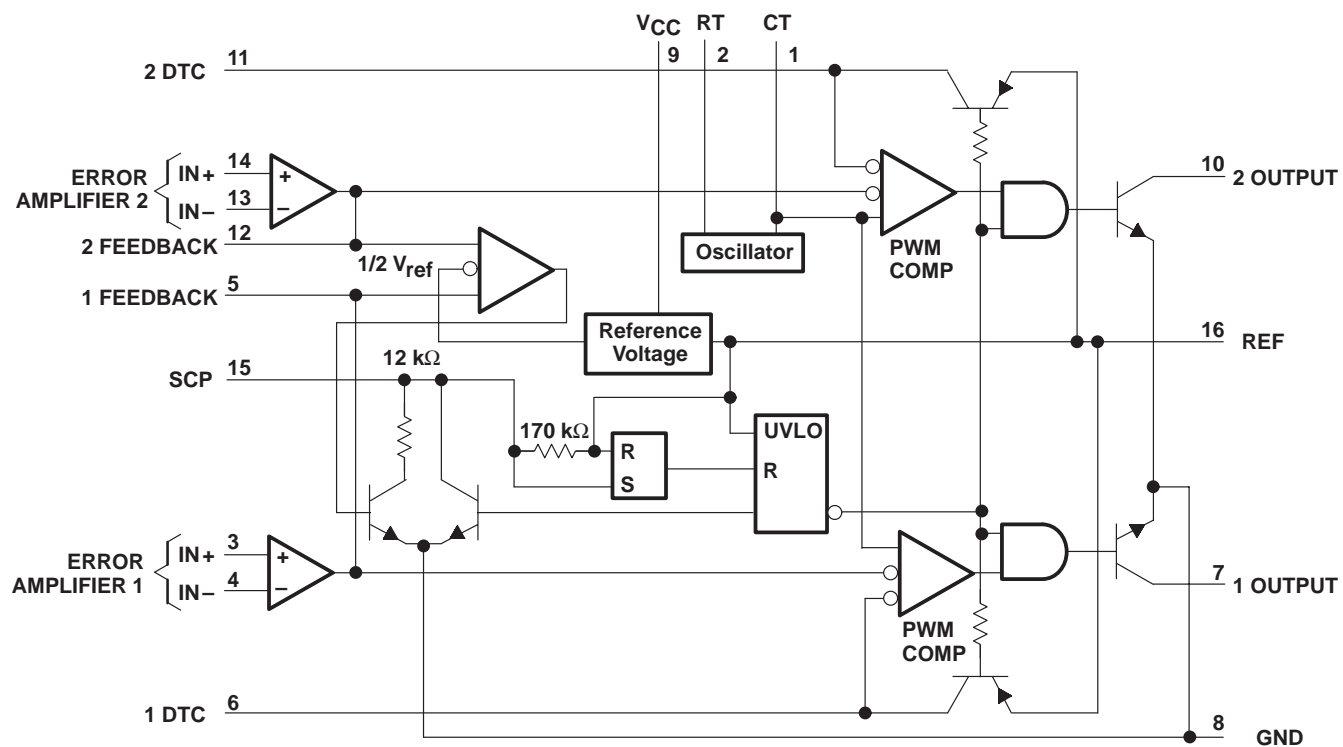 VCC RT CT
9 2 1
2 DTC 11
ERROR
AMPLIFIER 2
IN+ 14
IN− 13
+
−
2 FEEDBACK 12
1/2 Vref
1 FEEDBACK 5
Oscillator
PWM
COMP
10 2 OUTPUT
Reference
Voltage
16 REF
SCP 15
12 kΩ
170 kΩ
R
S
UVLO
R
ERROR
AMPLIFIER 1
IN+ 3
IN− 4
+
−
PWM
COMP
7 1 OUTPUT
1 DTC 6
8 GND